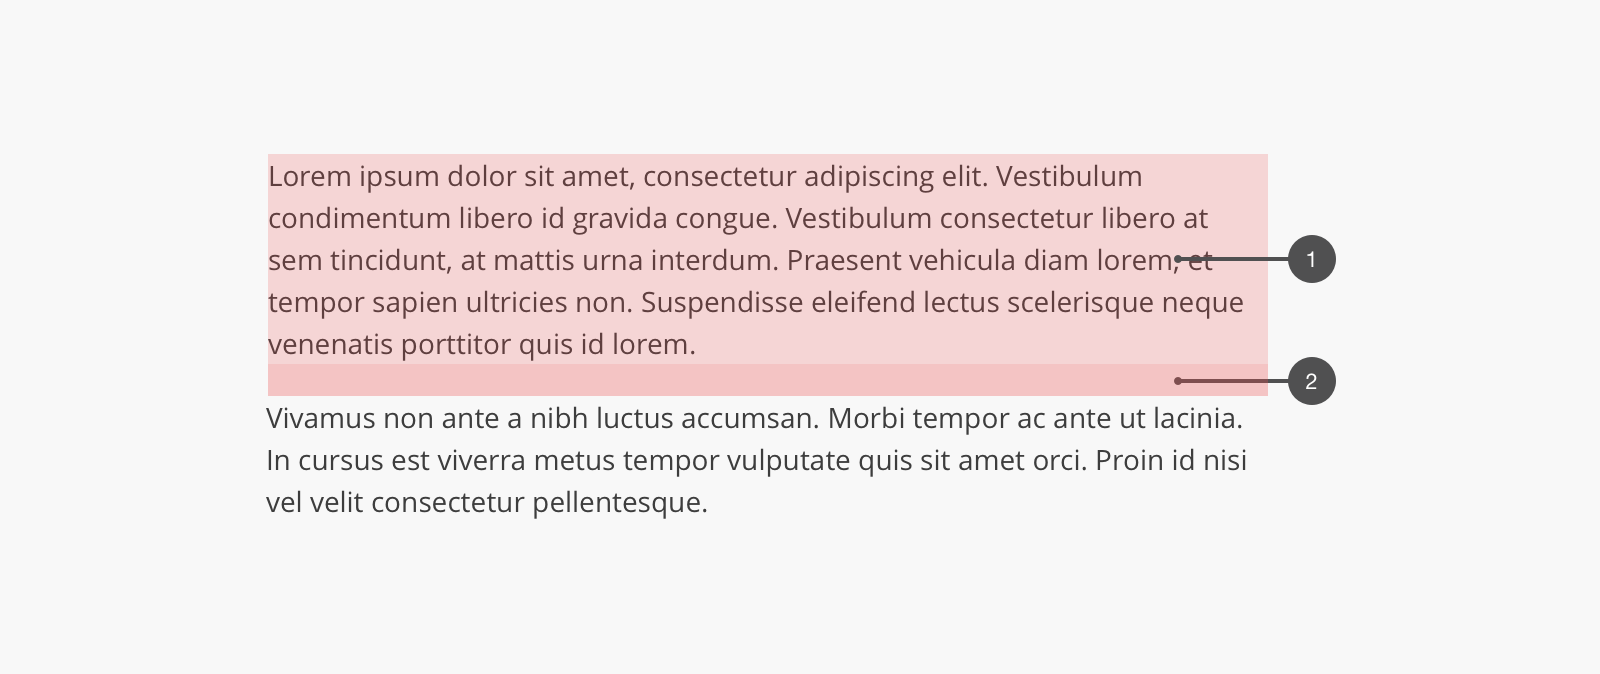 Lorem ipsum dolor sit amet, consectetur adipiscing elit. Vestibulum
condimentum libero id gravida congue. Vestibulum consectetur libero at
sem tincidunt, at mattis urna interdum. Praesent vehicula diam lorem, et
1
tempor sapien ultricies non. Suspendisse eleifend lectus scelerisque neque
venenatis porttitor quis id lorem.
2
Vivamus non ante a nibh luctus accumsan. Morbi tempor ac ante ut lacinia.
In cursus est viverra metus tempor vulputate quis sit amet orci. Proin id nisi
vel velit consectetur pellentesque.